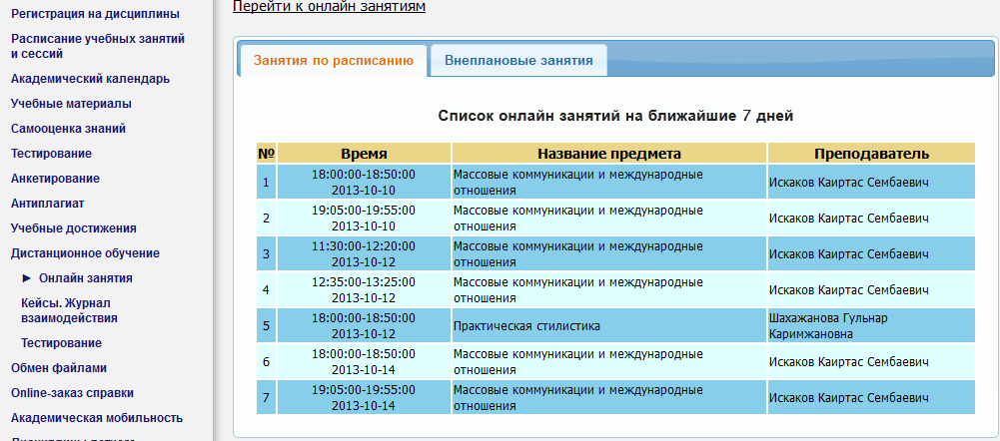 Регистрация на дисциплины
Расписание учебных занятий
и сессий
Академический календарь
Учебные материалы
Самооценка знаний
Тестирование
Анкетирование
Антиплагиат
Учебные достижения
Дистанционное обучение
► Онлайн занятия
Кейсы. Журнал
взаимодействия
Тестирование
Обмен файлами
Online-заказ справки
Академическая мобильность
Перейти к онлайн занятиям
Занятия по расписанию Внеплановые занятия
Список онлайн занятий на ближайшие 7 дней
№ Время Название предмета Преподаватель
1 18:00:00-18:50:00 2013-10-10 Массовые коммуникации и международные отношения Искаков Каиртас Сембаевич
2 19:05:00-19:55:00 2013-10-10 Массовые коммуникации и международные отношения Искаков Каиртас Сембаевич
3 11:30:00-12:20:00 2013-10-12 Массовые коммуникации и международные отношения Искаков Каиртас Сембаевич
4 12:35:00-13:25:00 2013-10-12 Массовые коммуникации и международные отношения Искаков Каиртас Сембаевич
5 18:00:00-18:50:00 2013-10-12 Практическая стилистика Шахажанова Гульнар Каримжановна
6 18:00:00-18:50:00 2013-10-14 Массовые коммуникации и международные отношения Искаков Каиртас Сембаевич
7 19:05:00-19:55:00 2013-10-14 Массовые коммуникации и международные отношения Искаков Каиртас Сембаевич